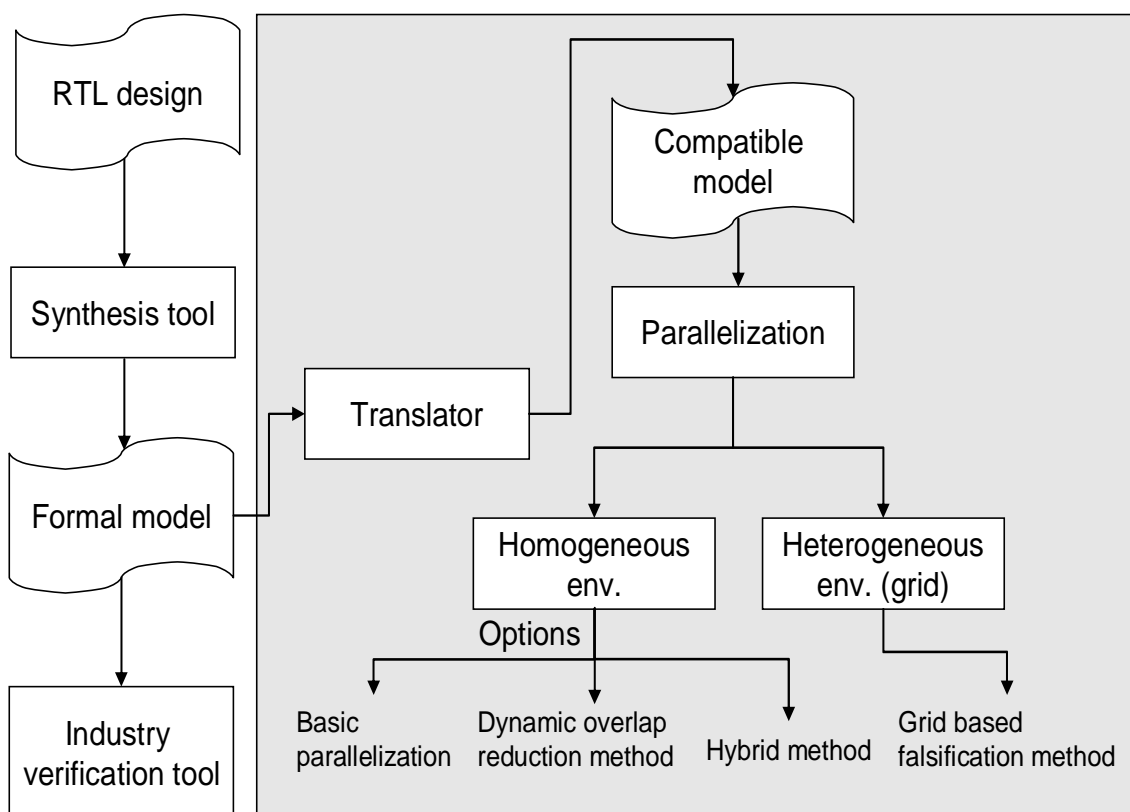 RTL design
Synthesis tool
Formal model
Industry
verification tool
Translator
Compatible
model
Parallelization
Homogeneous
env.
Heterogeneous
env. (grid)
Options
Basic
parallelization
Dynamic overlap
reduction method
Hybrid method
Grid based
falsification method